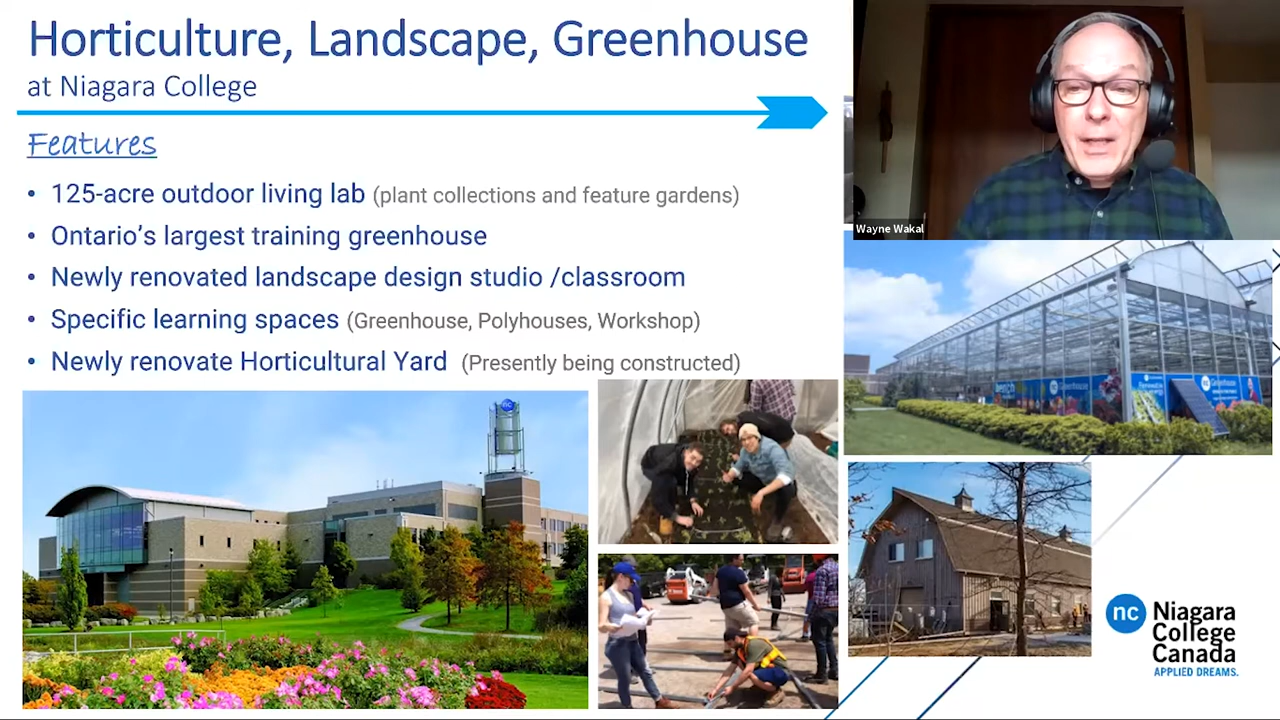 Horticulture, Landscape, Greenhouse
at Niagara College
Features
• 125-acre outdoor living lab (plant collections and feature gardens)
• Ontario's largest training greenhouse
• Newly renovated landscape design studio /classroom
• Specific learning spaces (Greenhouse, Polyhouses, Workshop)
• Newly renovate Horticultural Yard (Presently being constructed)
Wayne Wakal
nc
Greenhouse
nc
Niagara
College
Canada
APPLIED DREAMS.